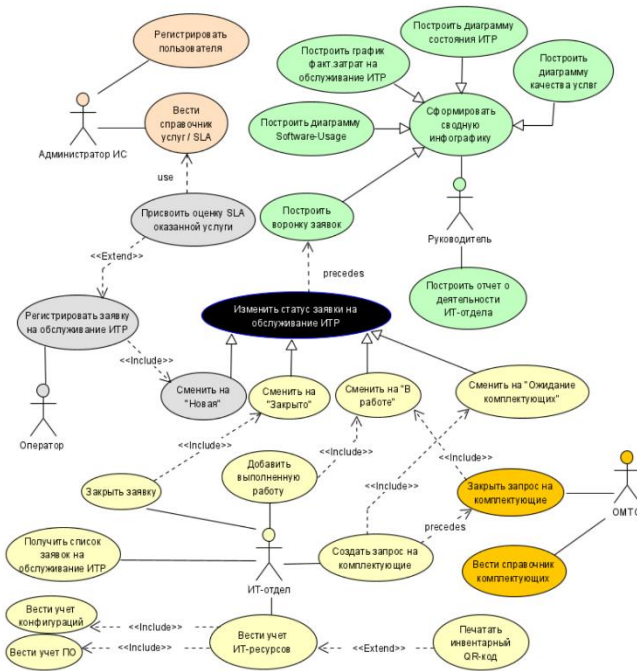 Регистрировать
пользователя
Построить график
факт.затрат на
обслуживание ИТР
Построить диаграмму
состояния ИТР
Построить
диаграмму
качества услвг
Вести
справочник
услуг / SLA
Администратор ИС
Построить диаграмму
Software-Usage
Сформировать
сводную
инфографику
use
Присвоить оценку SLA
оказанной услуги
Построить
воронку заявок
Руководитель
<<Extend>>
precedes
Построить отчет о
деятельности
ИТ-отдела
Регистрировать заявку
на обслуживание ИТР
Изменить статус заявки на
обслуживание ИТР
<<Include>>
Сменить на
"Новая"
Сменить на
"Закрыто"
Сменить на "В
работе"
Сменить на "Ожидание
комплектующих"
Оператор
<<Include>>
<<Include>>
<<Include>>
Закрыть заявку
Добавить
выполненную
работу
<<Include>>
Закрыть запрос на
комплектующие
ОМТС
precedes
Получить список
заявок на
обслуживание ИТР
Создать запрос на
комплектующие
ИТ-отдел
Вести справочник
комплектующих
Вести учет
конфигураций
<<Include>>
Вести учет ПО
<<Include>>
Вести учет
ИТ-ресурсов
<<Extend>>
Печатать
инвентарный
QR-код